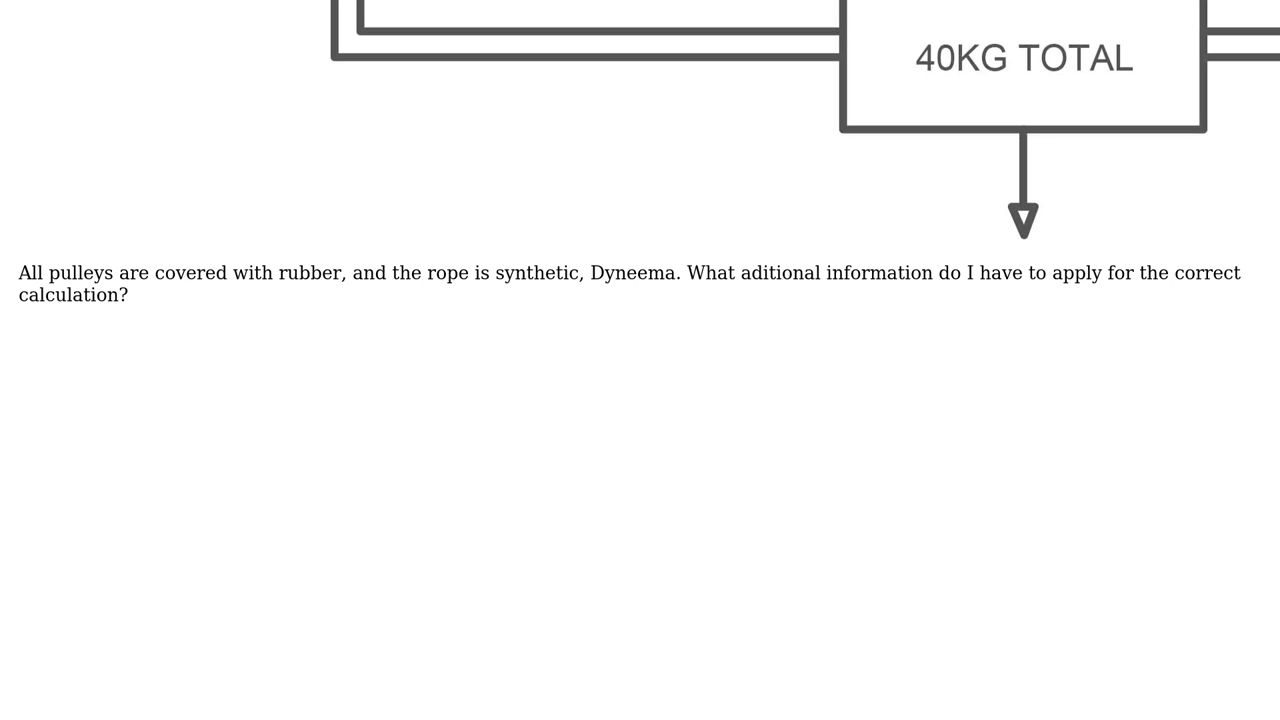 40KG TOTAL
All pulleys are covered with rubber, and the rope is synthetic, Dyneema. What aditional information do I have to apply for the correct
calculation?